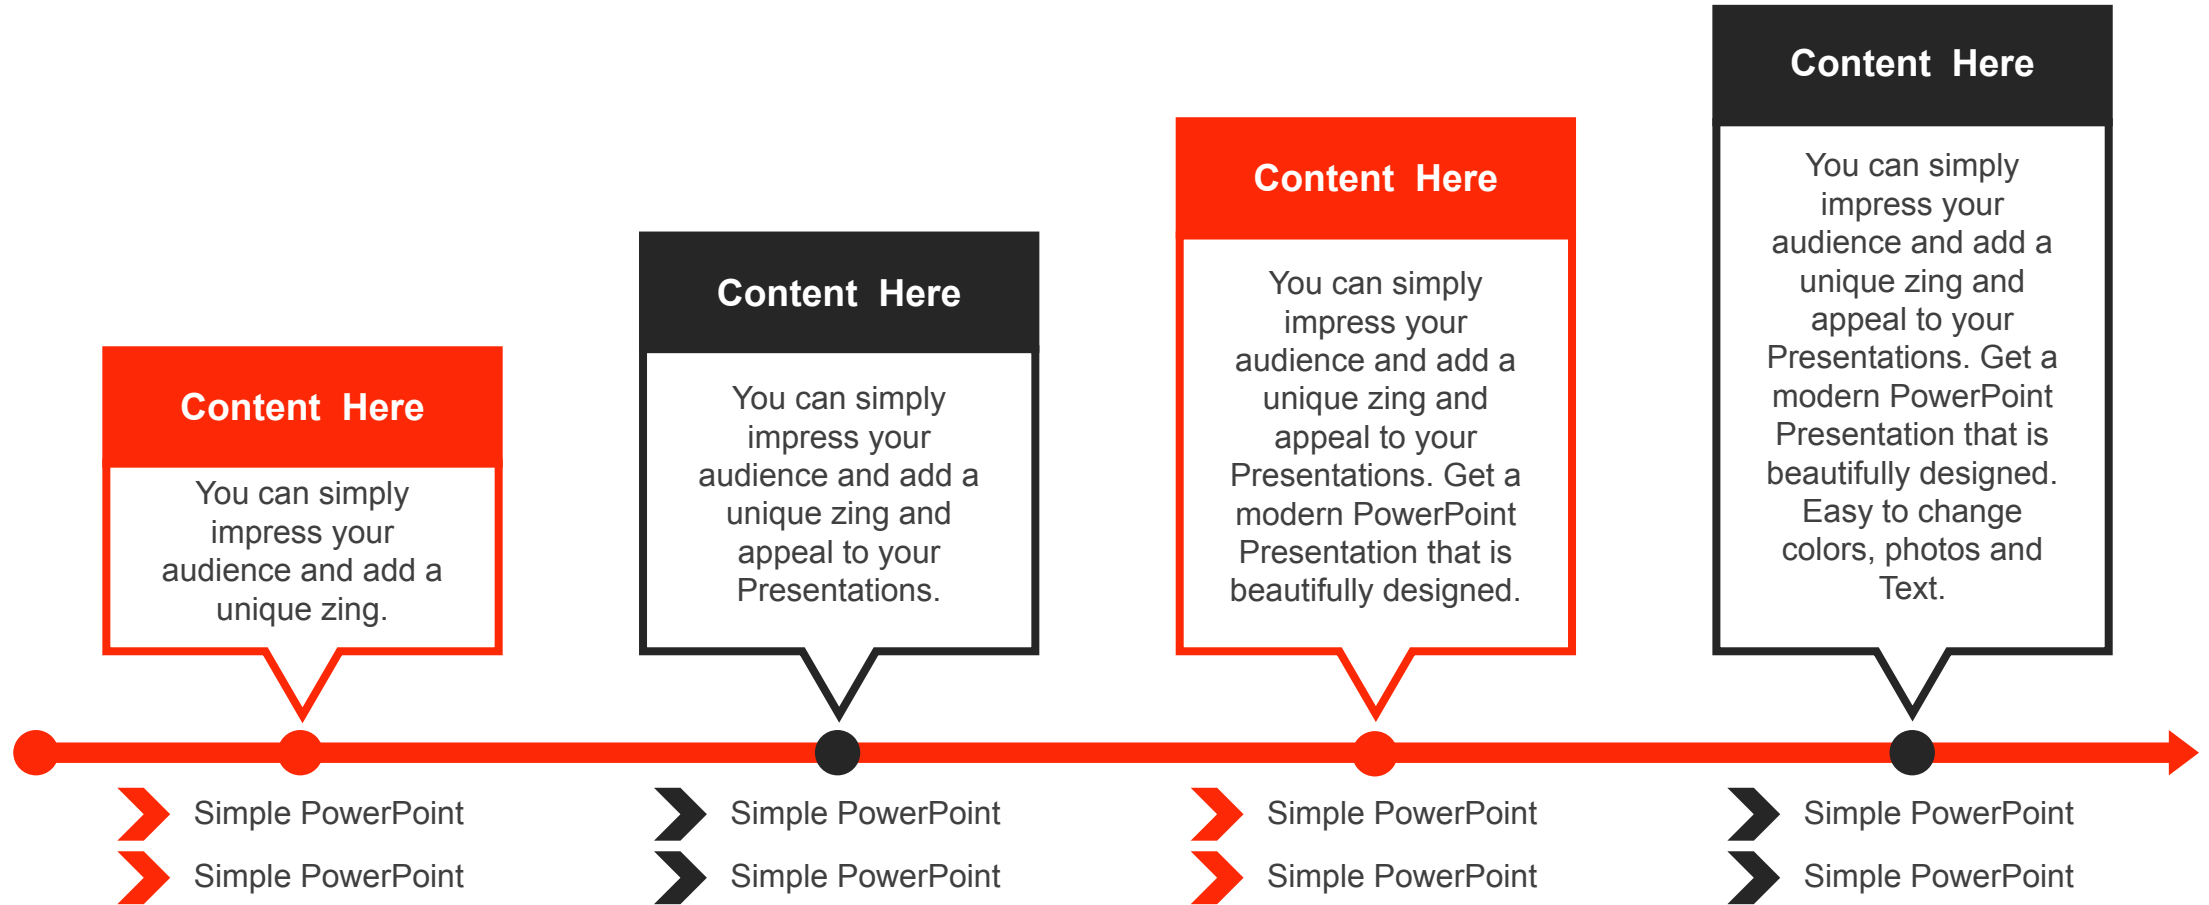 Content Here
You can simply
impress your
audience and add a
unique zing.
Simple PowerPoint
Simple PowerPoint
Content Here
You can simply
impress your
audience and add a
unique zing and
appeal to your
Presentations.
Simple PowerPoint
Simple PowerPoint
Content Here
You can simply
impress your
audience and add a
unique zing and
appeal to your
Presentations. Get a
modern PowerPoint
Presentation that is
beautifully designed.
Simple PowerPoint
Simple PowerPoint
Content Here
You can simply
impress your
audience and add a
unique zing and
appeal to your
Presentations. Get a
modern PowerPoint
Presentation that is
beautifully designed.
Easy to change
colors, photos and
Text.
Simple PowerPoint
Simple PowerPoint